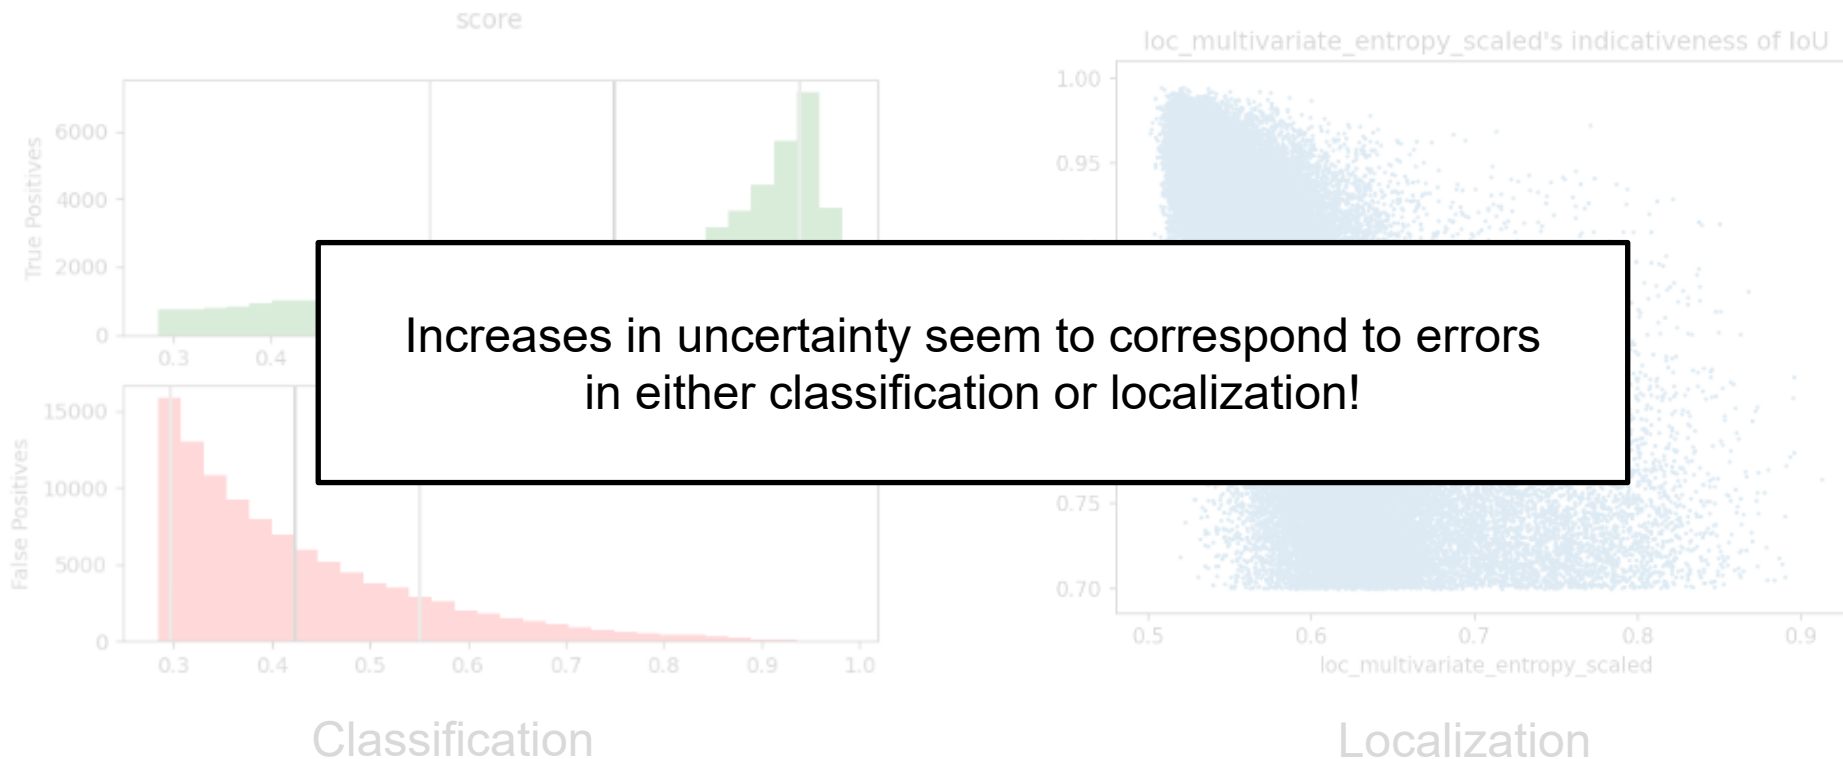 score
True Positives
6000
4000
2000
0
0.3 0.4
False Positives
15000
10000
5000
0
0.3 0.4 0.5 0.6 0.7 0.8 0.9 1.0
Classification
loc_multivariate_entropy_scaled's indicativeness of IoU
1.00
0.95
0.75
0.70
0.5 0.6 0.7 0.8 0.9
loc_multivariate_entropy_scaled
Localization
Increases in uncertainty seem to correspond to errors
in either classification or localization!